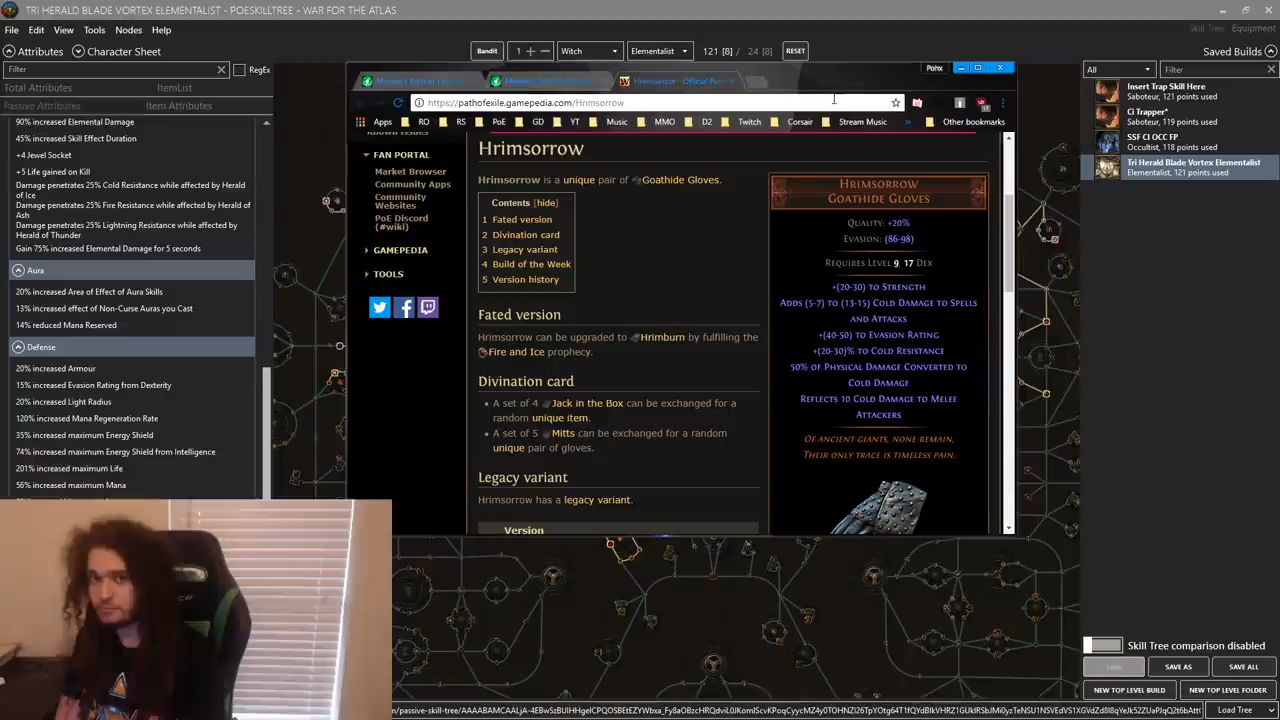 TRI HERALD BLADE VORTEX ELEMENTALIST - POESKILLTREE - WAR FOR THE ATLAS
File Edit View Tools Nodes Help
Skill Tree Equipment
Attributes Character Sheet
Bandit 1 + − Witch Elementalist 121 [8] / 24 [8] RESET
Saved Builds
Filter RegEx
Total Attributes ItemList
Passive Attributes Item Attributes
90% increased Elemental Damage
45% Skill Effect Duration
+4 Jewel Socket
+5 Life gained on Kill
Damage penetrates 25% Cold Resistance while affected by Herald
of Ice
Damage penetrates 25% Fire Resistance while affected by Herald of
Ash
Damage penetrates 25% Lightning Resistance while affected by
Herald of Thunder
Gain 75% increased Elemental Damage for 5 seconds
Aura
20% increased Area of Effect of Aura Skills
13% increased effect of Non-Curse Auras you Cast
14% reduced Mana Reserved
Defense
20% increased Armour
15% increased Evasion Rating from Dexterity
20% increased Light Radius
120% increased Mana Regeneration Rate
35% increased maximum Energy Shield
74% increased maximum Energy Shield from Intelligence
201% increased maximum Life
56% increased maximum Mana
Pohx
Hrimsorrow - Official
https://pathofexile.gamepedia.com/Hrimsorrow
Apps RO RS PoE GD YT Music MMO D2 Twitch Corsair Stream Music » Other bookmarks
Known Issues
FAN PORTAL
Market Browser
Community Apps
Community
Websites
PoE Discord
(#wiki)
GAMEPEDIA
TOOLS
Hrimsorrow
Hrimsorrow is a unique pair of Goathide Gloves.
Contents [hide]
1 Fated version
2 Divination card
3 Legacy variant
4 Build of the Week
5 Version history
Fated version
Hrimsorrow can be upgraded to Hrimburn by fulfilling the
Fire and Ice prophecy.
Divination card
A set of 4 Jack in the Box can be exchanged for a
random unique item.
A set of 5 Mitts can be exchanged for a random
unique pair of gloves.
Legacy variant
Hrimsorrow has a legacy variant.
Version
HRIMSORROW
GOATHIDE GLOVES
QUALITY: +20%
EVASION: (86-98)
REQUIRES LEVEL 9, 17 DEX
+(20-30) TO STRENGTH
ADDS (5-7) TO (13-15) COLD DAMAGE TO SPELLS
AND ATTACKS
+(40-50) TO EVASION RATING
+(20-30)% TO COLD RESISTANCE
50% OF PHYSICAL DAMAGE CONVERTED TO
COLD DAMAGE
REFLECTS 10 COLD DAMAGE TO MELEE
ATTACKERS
OF ANCIENT GIANTS, NONE REMAIN,
THEIR ONLY TRACE IS TIMELESS PAIN.
All Filter
Insert Trap Skill Here
Saboteur, 121 points used
Ci Trapper*
Saboteur, 119 points used
SSF CI OCC FP
Occultist, 118 points used
Tri Herald Blade Vortex Elementalist
Elementalist, 121 points used
Skill Tree comparison disabled
SAVE AS SAVE ALL
NEW TOP LEVEL BUILD NEW TOP LEVEL FOLDER
Load Tree